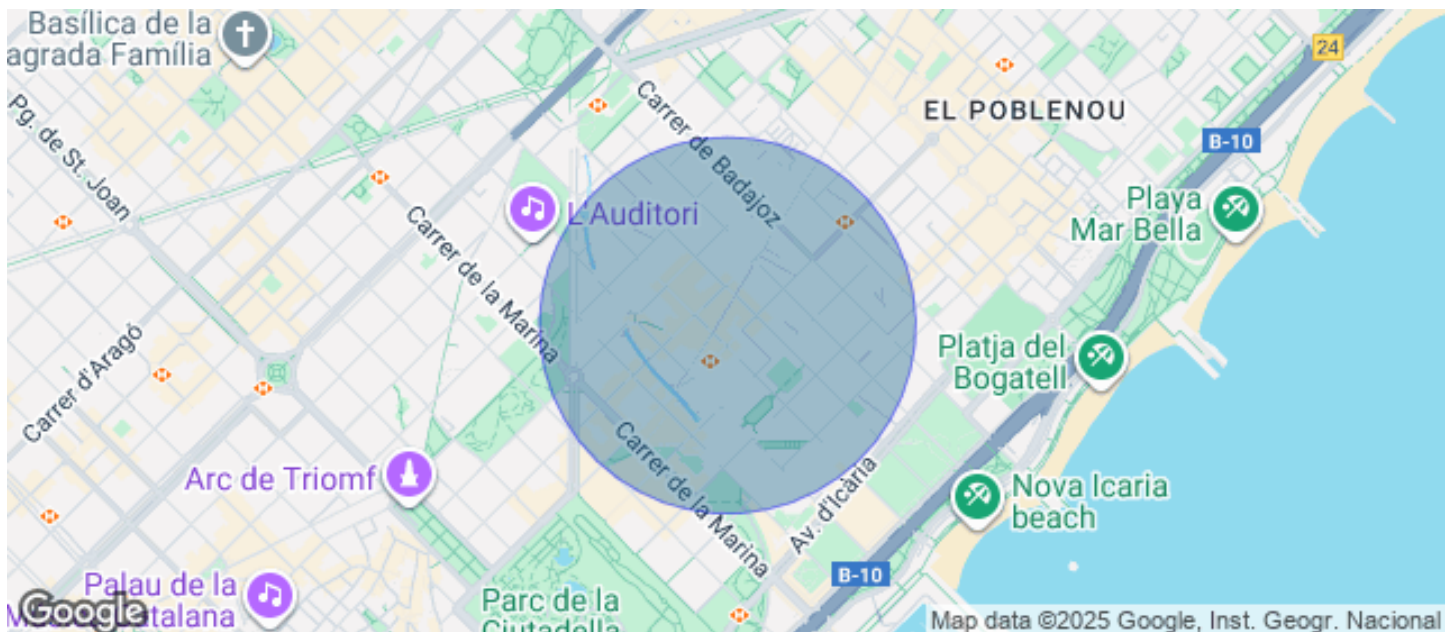 Basílica de la
agrada Família
24
Carrer de Badajoz
EL POBLENOU
B-10
Pg. de St. Joan
L'Auditori
Playa
Mar Bella
Carrer de la Marina
Carrer d'Aragó
Platja del
Bogatell
Arc de Triomf
Carrer de la Marina
Av. d'Icària
Nova Icaria
beach
B-10
Palau de la
Música Catalana
Google
Parc de la
Ciutadella
Map data ©2025 Google, Inst. Geogr. Nacional